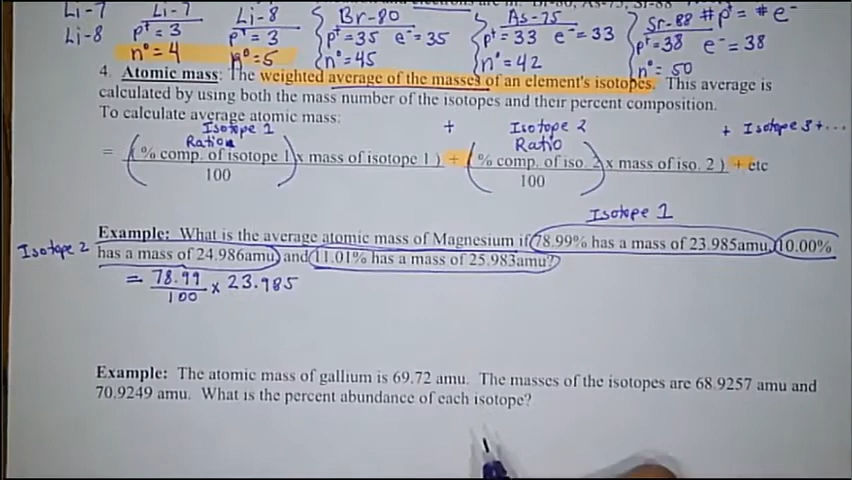 Li-7 Li-8 Br-80 As-75 Sr-88 #p⁺ = # e⁻
Li-8 p⁺ = 3 p⁺ = 3 p⁺ = 35 e⁻ = 35 p⁺ = 33 e⁻ = 33 p⁺ = 38 e⁻ = 38
n⁰ = 4 n⁰ = 5 n⁰ = 45 n⁰ = 42 n⁰ = 50
4. Atomic mass: The weighted average of the masses of an element's isotopes. This average is
calculated by using both the mass number of the isotopes and their percent composition.
To calculate average atomic mass:
Isotope 1 + Isotope 2 + Isotope 3 + ...
Ratio Ratio
= ( % comp. of isotope 1 x mass of isotope 1 ) + ( % comp. of iso. 2 x mass of iso. 2 ) + etc
100 100
Isotope 1
Example: What is the average atomic mass of Magnesium if 78.99% has a mass of 23.985amu, 10.00%
Isotope 2 has a mass of 24.986amu and 11.01% has a mass of 25.983amu?
= 78.99 x 23.985
100
Example: The atomic mass of gallium is 69.72 amu. The masses of the isotopes are 68.9257 amu and
70.9249 amu. What is the percent abundance of each isotope?